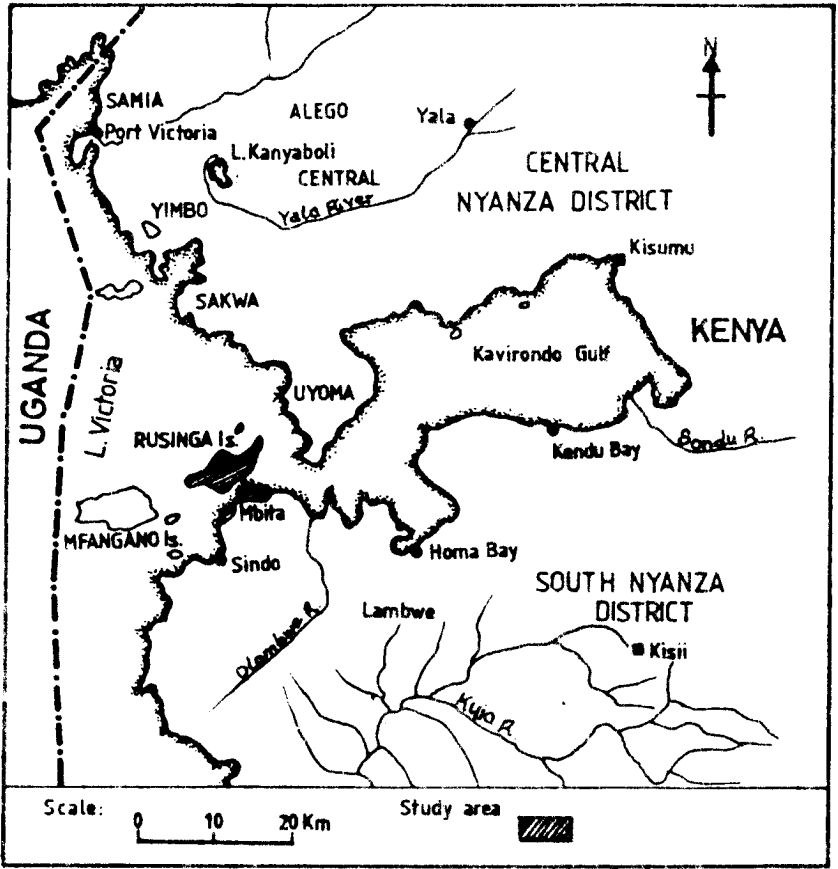 N
SAMIA
ALEGO
Yala
Port Victoria
L.Kanyaboli
CENTRAL
CENTRAL
NYANZA DISTRICT
YIMBO
Yala River
Kisumu
SAKWA
UGANDA
KENYA
Kavirondo Gulf
L. Victoria
UYOMA
RUSINGA Is.
Kendu Bay
Sondu R.
Mbita
MFANGANO Is.
Homa Bay
Sindo
SOUTH NYANZA
DISTRICT
Lambwe
Olambwe R.
Kisii
Kuja R.
Scale:
Study area
0 10 20 Km